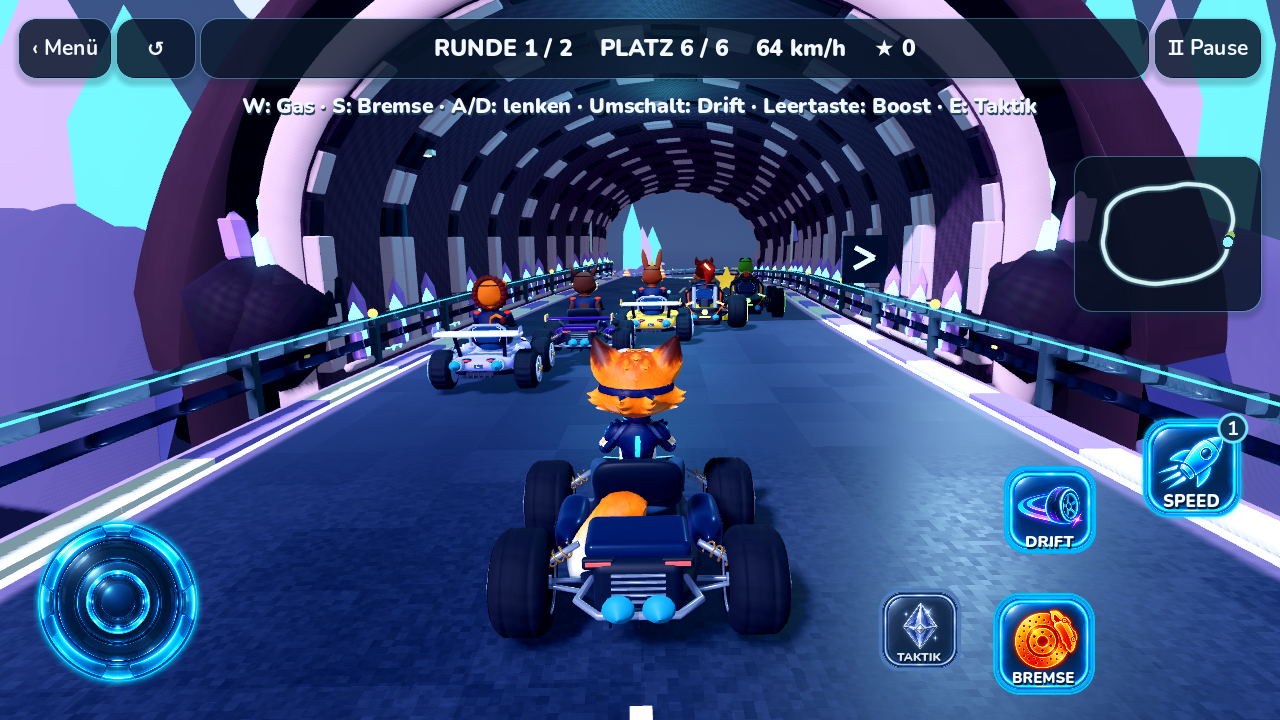 ‹ Menü
↺
RUNDE 1 / 2 PLATZ 6 / 6 64 km/h ★ 0
II Pause
W: Gas · S: Bremse · A/D: lenken · Umschalt: Drift · Leertaste: Boost · E: Taktik
>
1
SPEED
DRIFT
TAKTIK
BREMSE